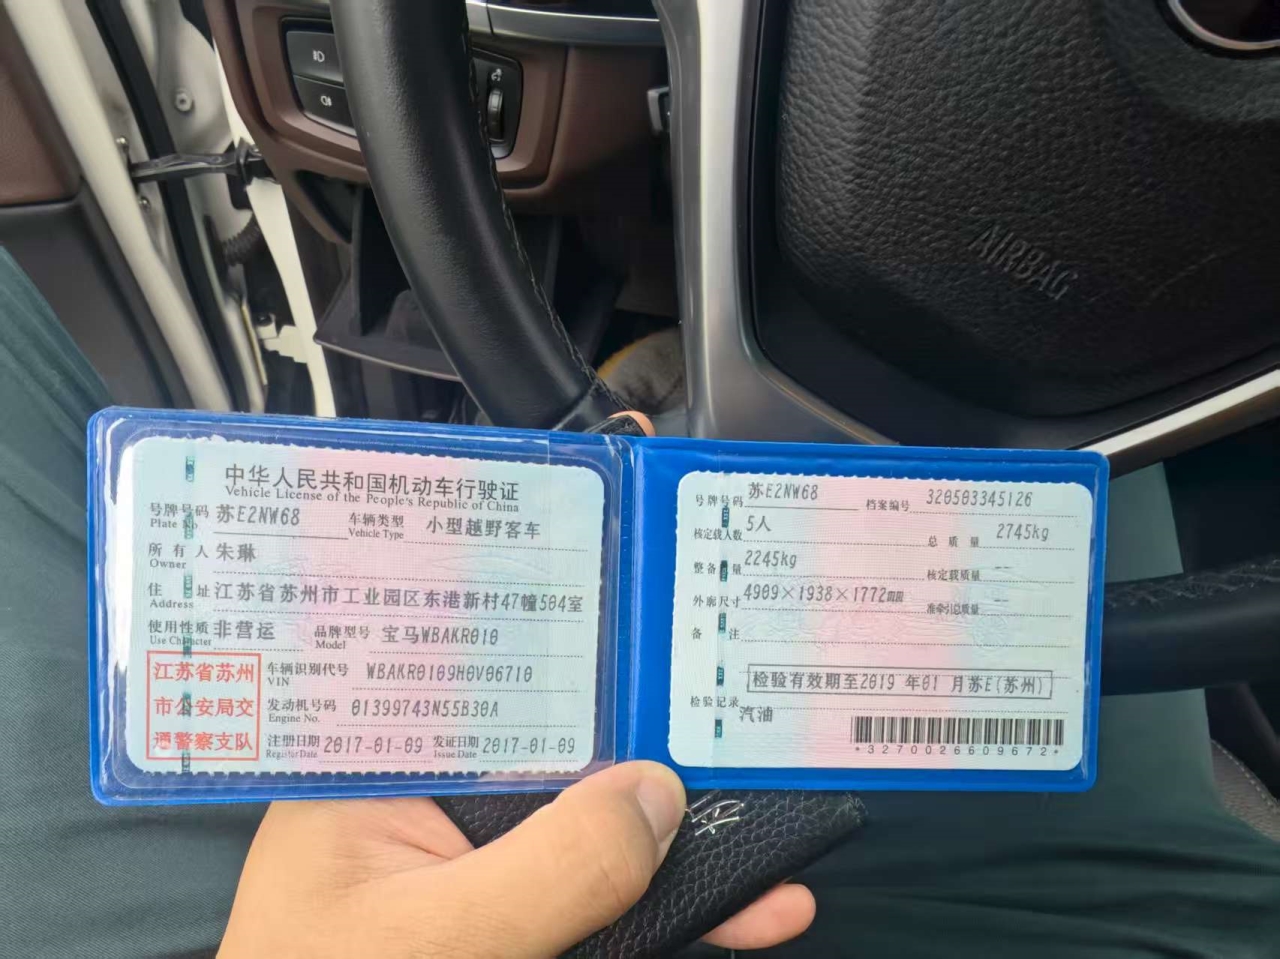 AIRBAG
中华人民共和国机动车行驶证
Vehicle License of the People's Republic of China
号牌号码 苏E2NW68 车辆类型 小型越野客车
Plate No. Vehicle Type
所有人 朱琳
Owner
住址 江苏省苏州市工业园区东港新村47幢504室
Address
使用性质 非营运 品牌型号 宝马WBAKR010
Use Character Model
江苏省苏州
市公安局交
通警察支队
车辆识别代号 WBAKR0109H0V06710
VIN
发动机号码 01399743N55B30A
Engine No.
注册日期 2017-01-09 发证日期 2017-01-09
Register Date Issue Date
号牌号码 苏E2NW68 档案编号 320503345126
核定载人数 5人 总质量 2745kg
整备质量 2245kg 核定载质量 --
外廓尺寸 4909×1938×1772mm 准牵引总质量 --
备注
检验有效期至2019 年01 月苏E(苏州)
检验记录
汽油
*3270026609672*